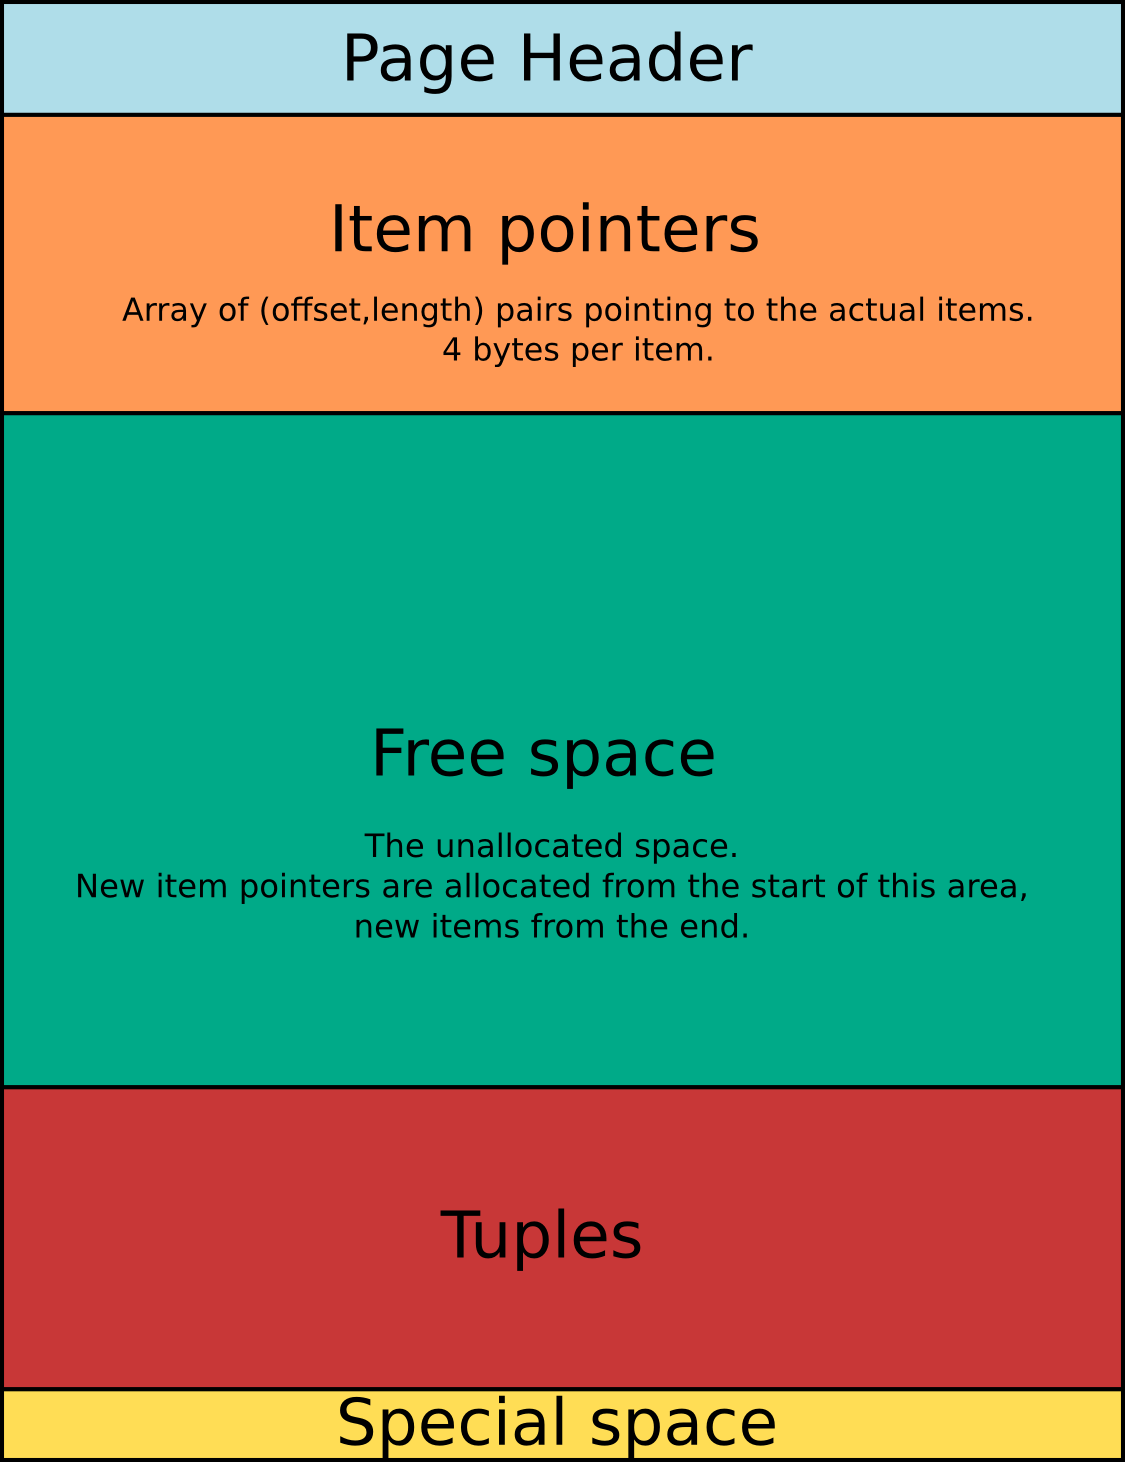 Page Header
Item pointers
Array of (offset,length) pairs pointing to the actual items.
4 bytes per item.
Free space
The unallocated space.
New item pointers are allocated from the start of this area,
new items from the end.
Tuples
Special space